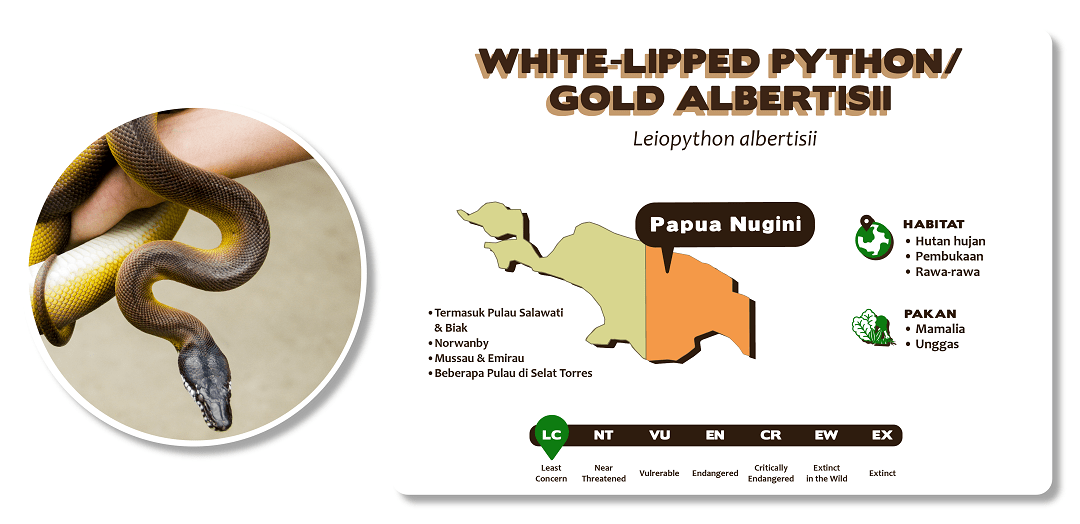 WHITE-LIPPED PYTHON/
GOLD ALBERTISII
Leiopython albertisii
Papua Nugini
• Termasuk Pulau Salawati
& Biak
• Norwanby
• Mussau & Emirau
• Beberapa Pulau di Selat Torres
HABITAT
• Hutan hujan
• Pembukaan
• Rawa-rawa
PAKAN
• Mamalia
• Unggas
LC NT VU EN CR EW EX
Least Concern
Near Threatened
Vulrerable
Endangered
Critically Endangered
Extinct in the Wild
Extinct